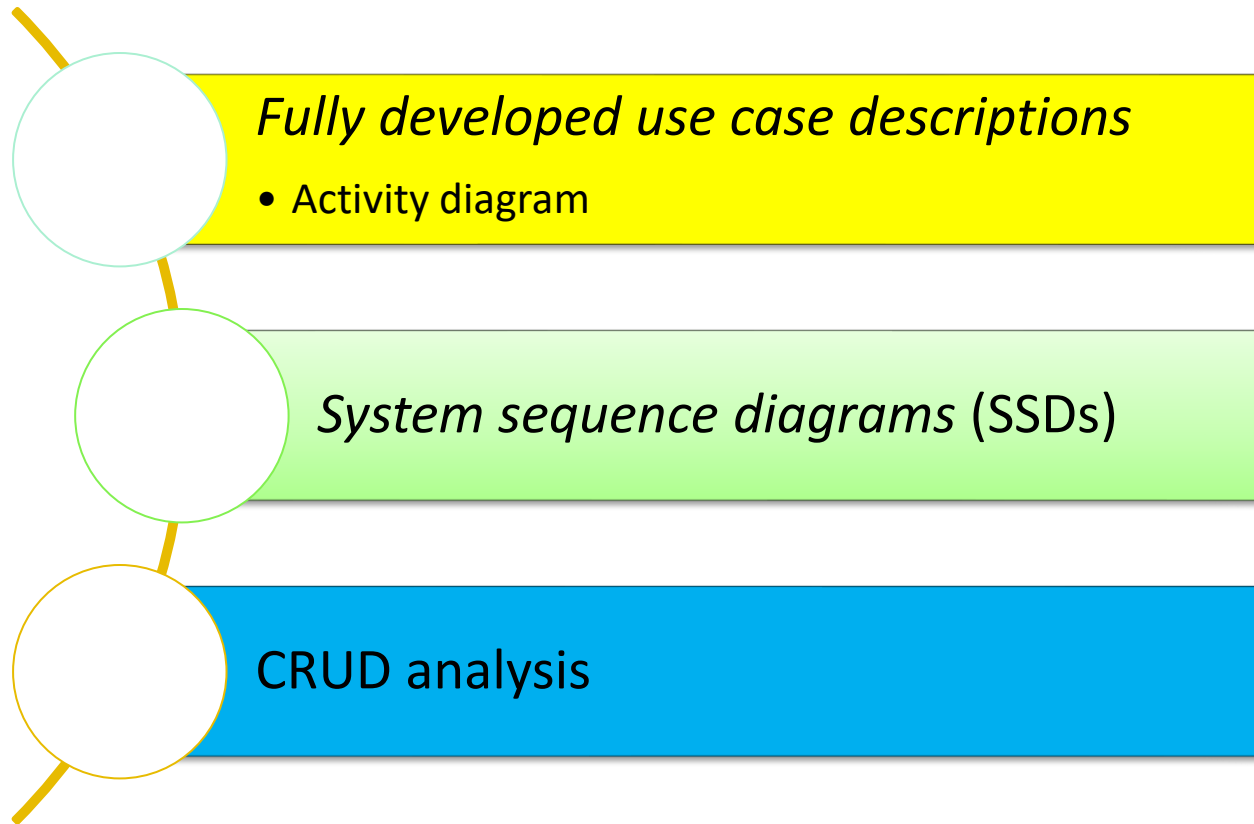 Fully developed use case descriptions
• Activity diagram
System sequence diagrams (SSDs)
CRUD analysis